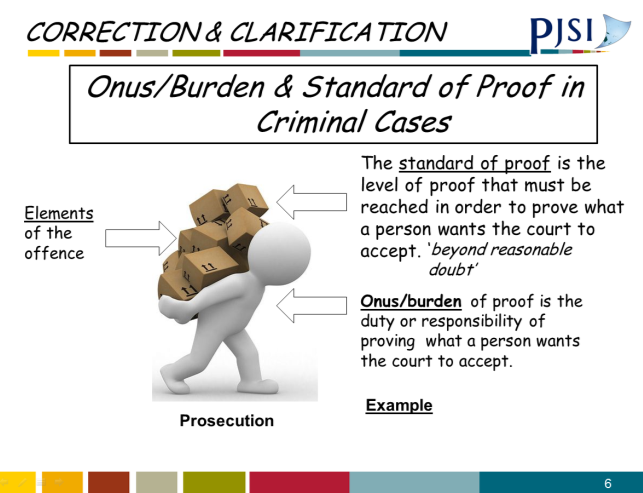 CORRECTION & CLARIFICATION
PJSI
Onus/Burden & Standard of Proof in
Criminal Cases
The standard of proof is the
level of proof that must be
reached in order to prove what
a person wants the court to
accept. ‘beyond reasonable
doubt’
Elements
of the
offence
Onus/burden of proof is the
duty or responsibility of
proving what a person wants
the court to accept.
Example
Prosecution
6